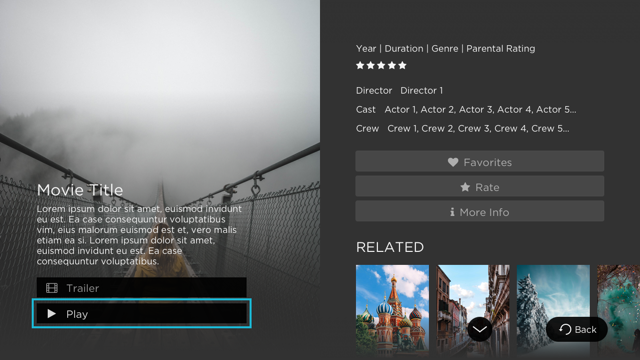 Movie Title
Lorem ipsum dolor sit amet, euismod invidunt
eu est. Ea case consequuntur voluptatibus
vim, eius malorum euismod est et, vero malis
etiam ea si. Lorem ipsum dolor sit amet,
euismod invidunt eu est. Ea case
consequuntur voluptatibus.
Trailer
Play
Year | Duration | Genre | Parental Rating
Director Director 1
Cast Actor 1, Actor 2, Actor 3, Actor 4, Actor 5...
Crew Crew 1, Crew 2, Crew 3, Crew 4, Crew 5...
Favorites
Rate
More Info
RELATED
Back